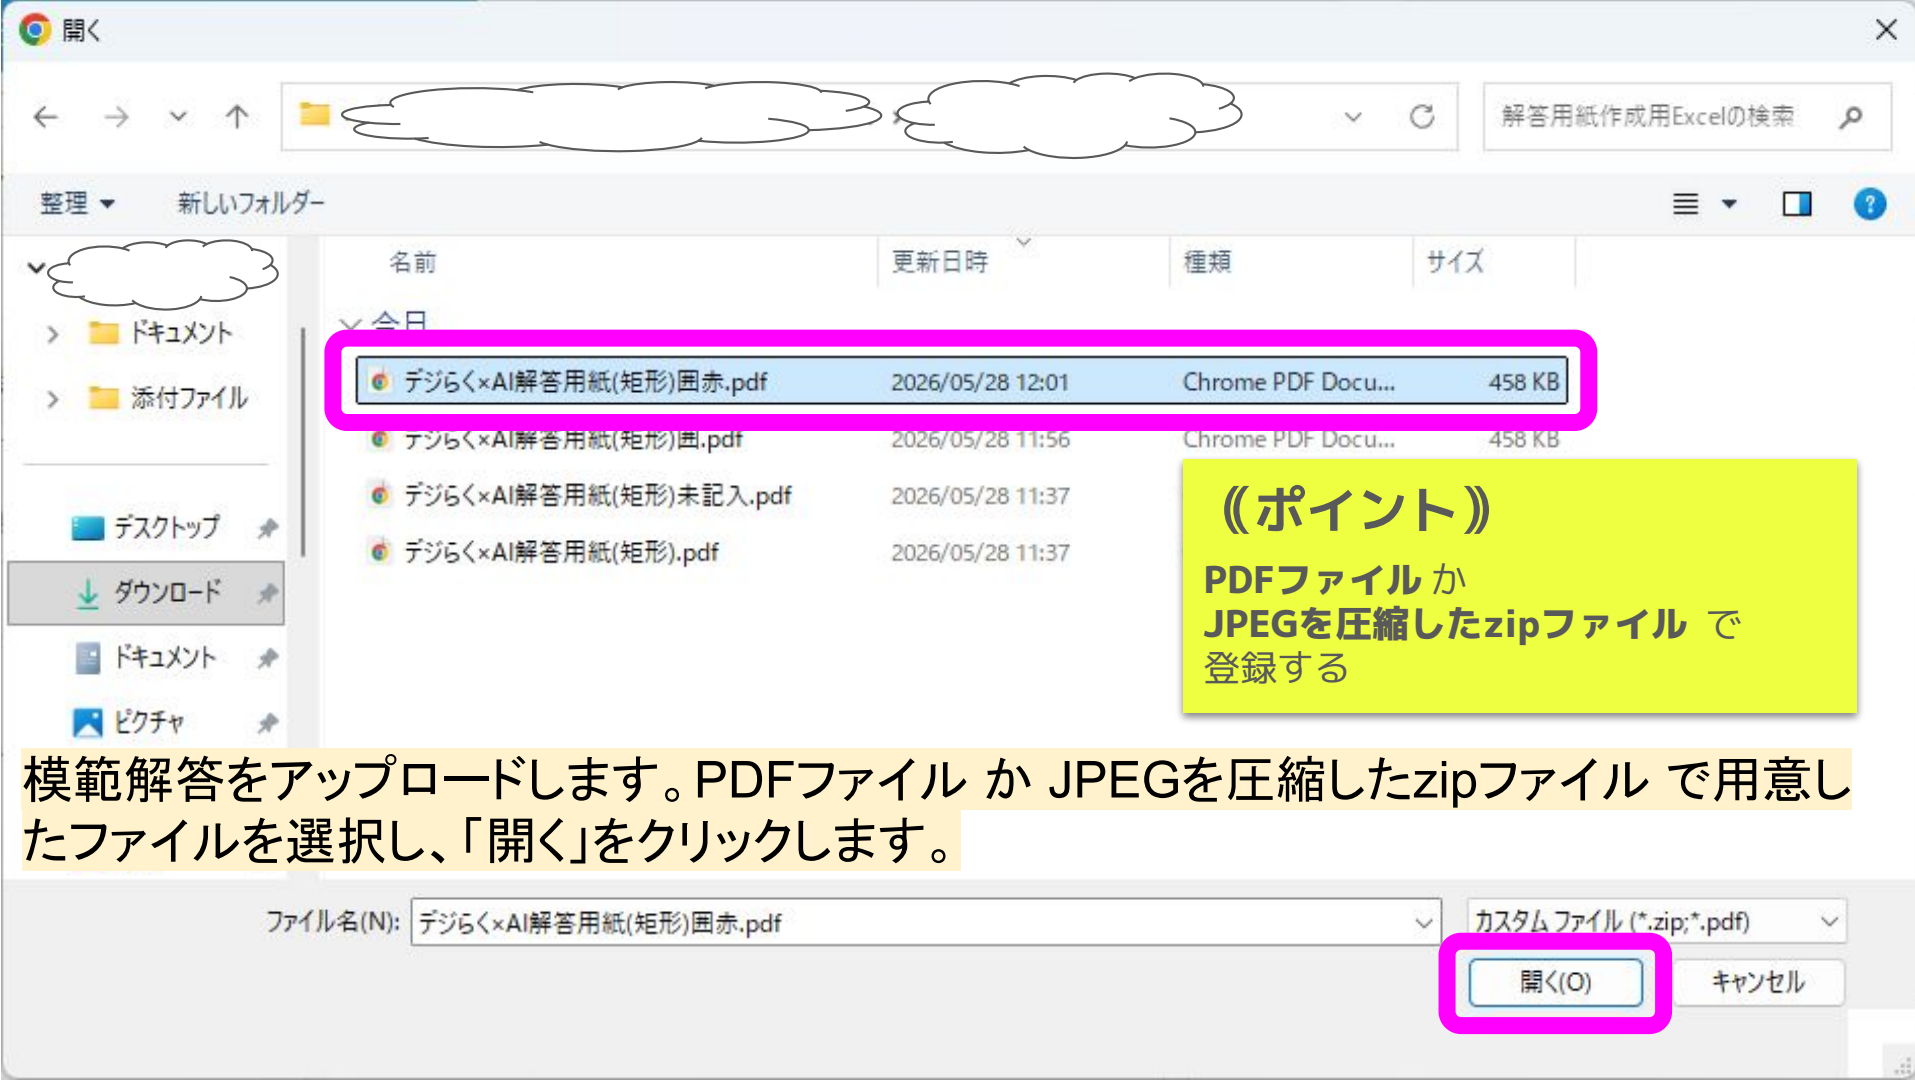 開く
解答用紙作成用Excelの検索
整理
新しいフォルダー
名前 更新日時 種類 サイズ
今日
ドキュメント
添付ファイル
デスクトップ
ダウンロード
ドキュメント
ピクチャ
デジらく×AI解答用紙(矩形)囲赤.pdf 2026/05/28 12:01 Chrome PDF Docu... 458 KB
デジらく×AI解答用紙(矩形)囲.pdf 2026/05/28 11:56 Chrome PDF Docu... 458 KB
デジらく×AI解答用紙(矩形)未記入.pdf 2026/05/28 11:37
デジらく×AI解答用紙(矩形).pdf 2026/05/28 11:37
⸨ポイント⸩
PDFファイル か
JPEGを圧縮したzipファイル で
登録する
模範解答をアップロードします。PDFファイル か JPEGを圧縮したzipファイル で用意し
たファイルを選択し、「開く」をクリックします。
ファイル名(N): デジらく×AI解答用紙(矩形)囲赤.pdf カスタム ファイル (*.zip;*.pdf)
開く(O) キャンセル